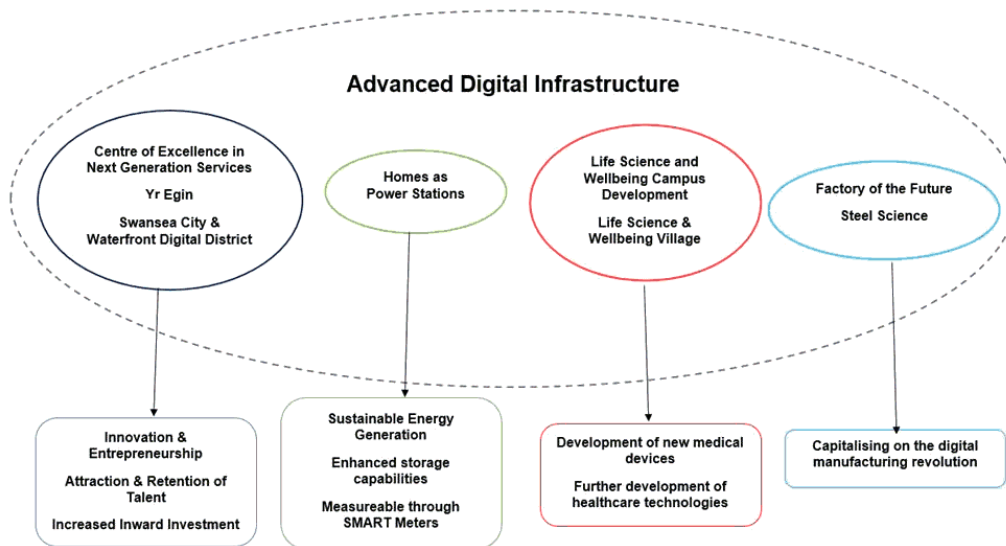 Advanced Digital Infrastructure
Centre of Excellence in
Next Generation Services
Yr Egin
Swansea City &
Waterfront Digital District
Homes as
Power Stations
Life Science and
Wellbeing Campus
Development
Life Science &
Wellbeing Village
Factory of the Future
Steel Science
Innovation &
Entrepreneurship
Attraction & Retention of
Talent
Increased Inward Investment
Sustainable Energy
Generation
Enhanced storage
capabilities
Measureable through
SMART Meters
Development of new medical
devices
Further development of
healthcare technologies
Capitalising on the digital
manufacturing revolution